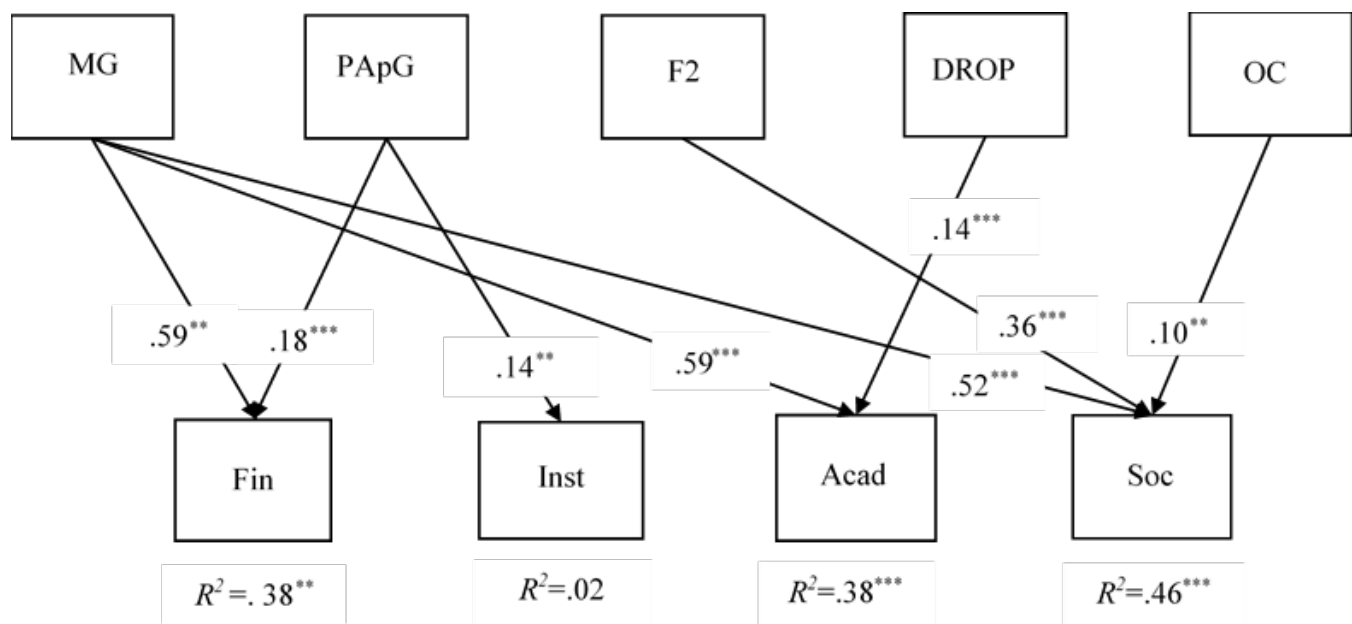 MG
PApG
F2
DROP
OC
.14***
.59**
.18***
.14**
.59***
.36***
.52***
.10**
Fin
Inst
Acad
Soc
R²=. 38**
R²=.02
R²=.38***
R²=.46***